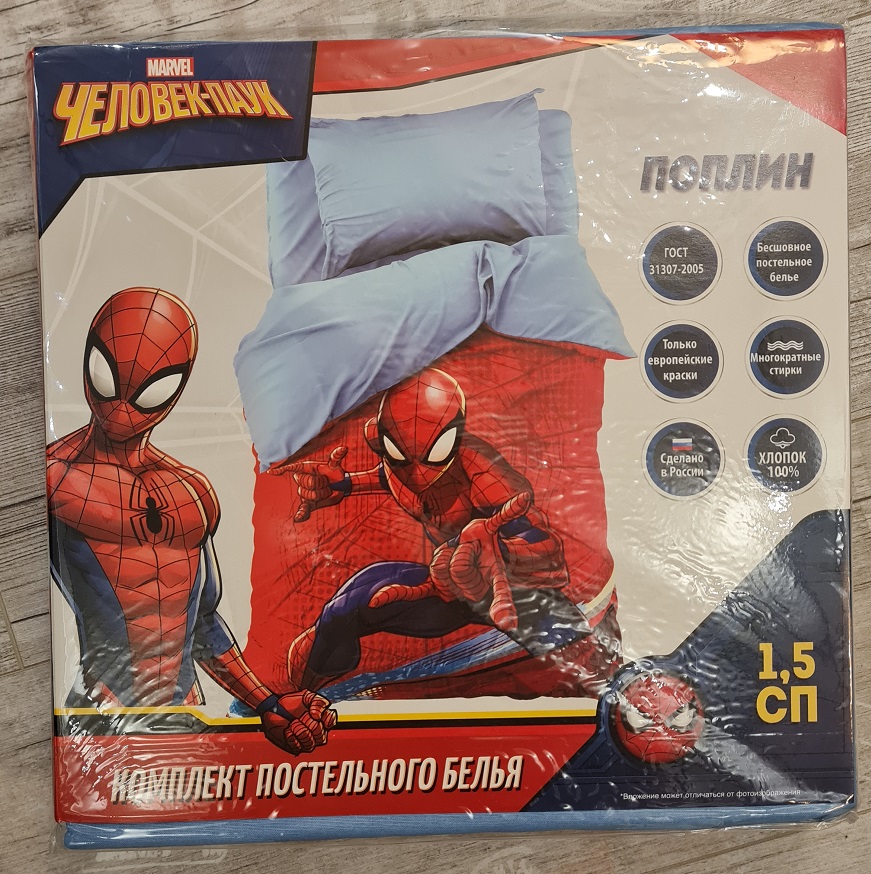 MARVEL
ЧЕЛОВЕК-ПАУК
ПОПЛИН
ГОСТ
31307-2005
Бесшовное
постельное
белье
Только
европейские
краски
Многократные
стирки
Сделано
в России
ХЛОПОК
100%
1,5
СП
КОМПЛЕКТ ПОСТЕЛЬНОГО БЕЛЬЯ
*Вложение может отличаться от фотоизображения